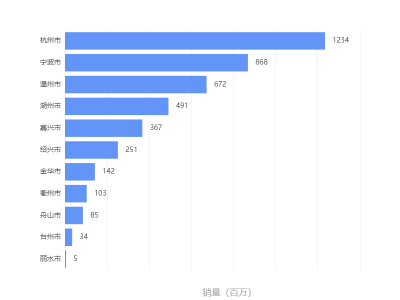 杭州市 1234
宁波市 868
温州市 672
湖州市 491
嘉兴市 367
绍兴市 251
金华市 142
衢州市 103
舟山市 85
台州市 34
丽水市 5
销量（百万）